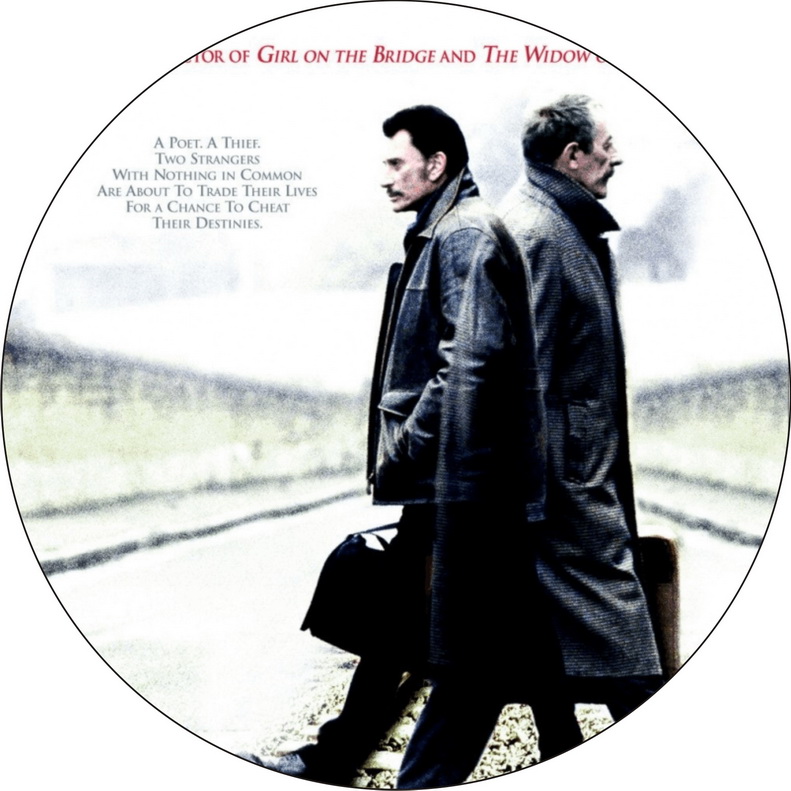 TOR OF GIRL ON THE BRIDGE AND THE WIDOW
A POET. A THIEF.
TWO STRANGERS
WITH NOTHING IN COMMON
ARE ABOUT TO TRADE THEIR LIVES
FOR A CHANCE TO CHEAT
THEIR DESTINIES.